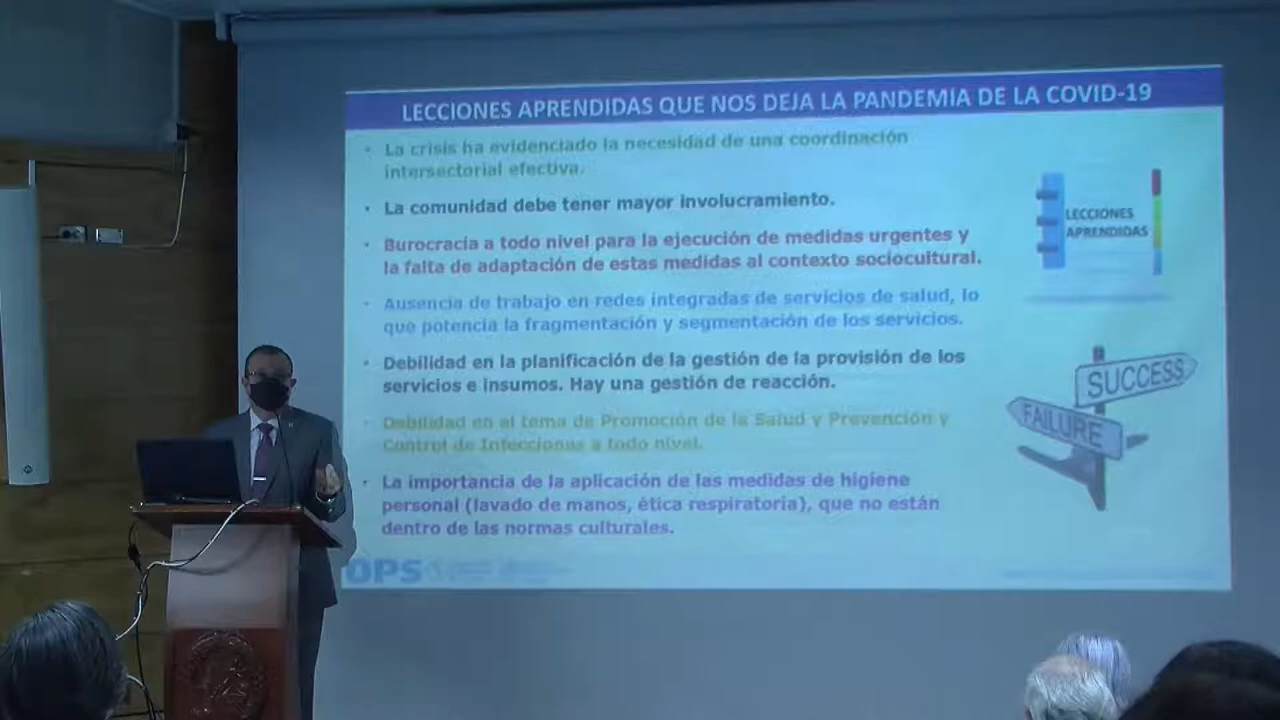 LECCIONES APRENDIDAS QUE NOS DEJA LA PANDEMIA DE LA COVID-19
• La crisis ha evidenciado la necesidad de una coordinación
intersectorial efectiva.
• La comunidad debe tener mayor involucramiento.
• Burocracia a todo nivel para la ejecución de medidas urgentes y
la falta de adaptación de estas medidas al contexto sociocultural.
• Ausencia de trabajo en redes integradas de servicios de salud, lo
que potencia la fragmentación y segmentación de los servicios.
• Debilidad en la planificación de la gestión de la provisión de los
servicios e insumos. Hay una gestión de reacción.
• Debilidad en el tema de Promoción de la Salud y Prevención y
Control de Infecciones a todo nivel.
• La importancia de la aplicación de las medidas de higiene
personal (lavado de manos, ética respiratoria), que no están
dentro de las normas culturales.
LECCIONES
APRENDIDAS
SUCCESS
FAILURE
OPS